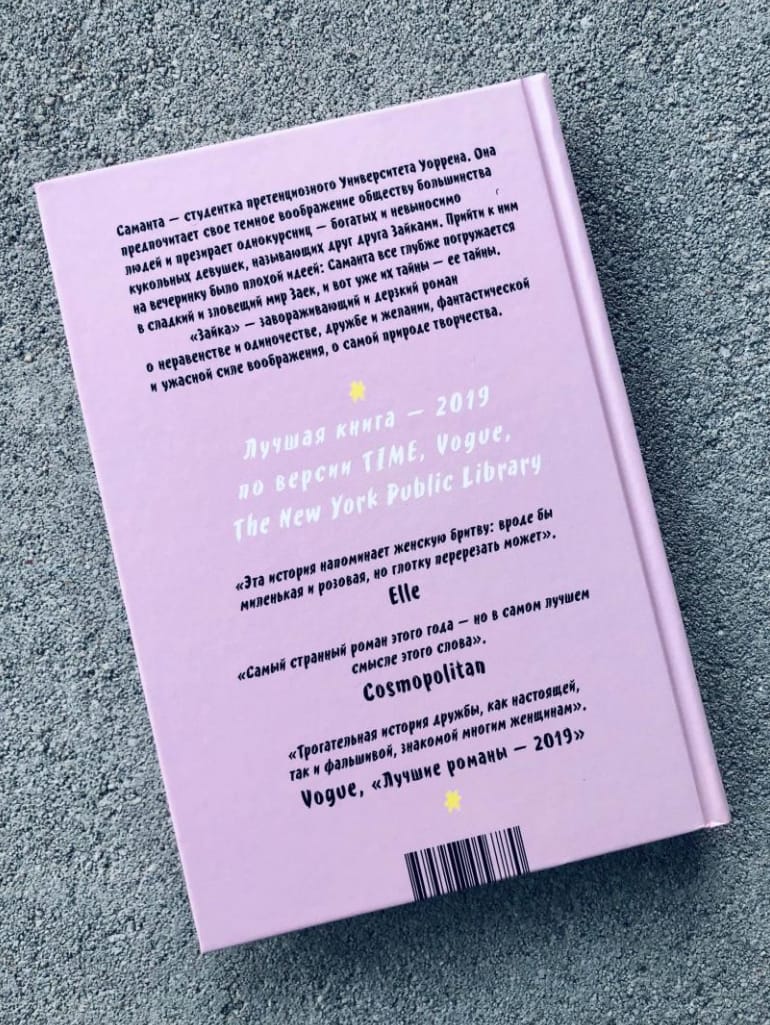 Саманта — студентка претенциозного Университета Уоррена. Она
предпочитает свое темное воображение обществу большинства
людей и презирает однокурсниц — богатых и невыносимо
кукольных девушек, называющих друг друга Зайками. Прийти к ним
на вечеринку было плохой идеей: Саманта все глубже погружается
в сладкий и зловещий мир Заек, и вот уже их тайны — ее тайны.
«Зайка» — завораживающий и дерзкий роман
о неравенстве и одиночестве, дружбе и желании, фантастической
и ужасной силе воображения, о самой природе творчества.
Лучшая книга — 2019
по версии TIME, Vogue,
The New York Public Library
«Эта история напоминает женскую бритву: вроде бы
миленькая и розовая, но глотку перерезать может».
Elle
«Самый странный роман этого года — но в самом лучшем
смысле этого слова».
Cosmopolitan
«Трогательная история дружбы, как настоящей,
так и фальшивой, знакомой многим женщинам».
Vogue, «Лучшие романы — 2019»